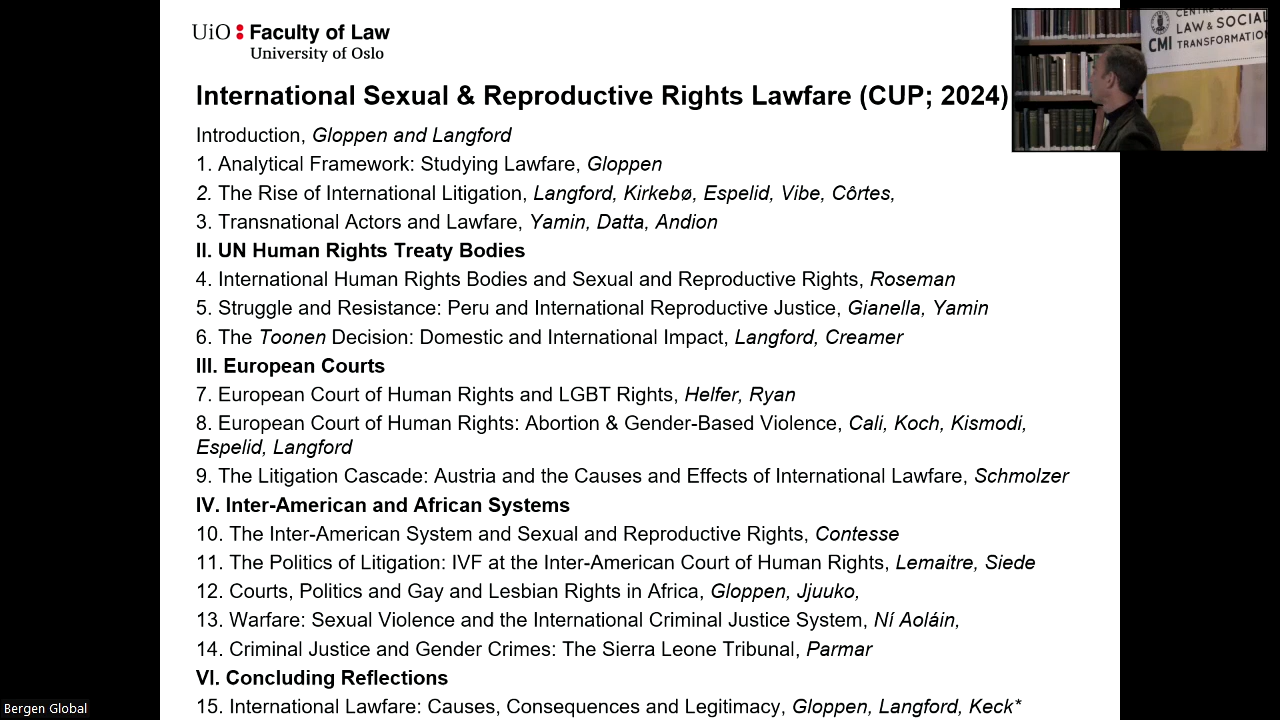 UiO : Faculty of Law
University of Oslo
International Sexual & Reproductive Rights Lawfare (CUP; 2024)
Introduction, Gloppen and Langford
1. Analytical Framework: Studying Lawfare, Gloppen
2. The Rise of International Litigation, Langford, Kirkebø, Espelid, Vibe, Côrtes,
3. Transnational Actors and Lawfare, Yamin, Datta, Andion
II. UN Human Rights Treaty Bodies
4. International Human Rights Bodies and Sexual and Reproductive Rights, Roseman
5. Struggle and Resistance: Peru and International Reproductive Justice, Gianella, Yamin
6. The Toonen Decision: Domestic and International Impact, Langford, Creamer
III. European Courts
7. European Court of Human Rights and LGBT Rights, Helfer, Ryan
8. European Court of Human Rights: Abortion & Gender-Based Violence, Cali, Koch, Kismodi,
Espelid, Langford
9. The Litigation Cascade: Austria and the Causes and Effects of International Lawfare, Schmolzer
IV. Inter-American and African Systems
10. The Inter-American System and Sexual and Reproductive Rights, Contesse
11. The Politics of Litigation: IVF at the Inter-American Court of Human Rights, Lemaitre, Siede
12. Courts, Politics and Gay and Lesbian Rights in Africa, Gloppen, Jjuuko,
13. Warfare: Sexual Violence and the International Criminal Justice System, Ní Aoláin,
14. Criminal Justice and Gender Crimes: The Sierra Leone Tribunal, Parmar
VI. Concluding Reflections
15. International Lawfare: Causes, Consequences and Legitimacy, Gloppen, Langford, Keck*
LAW & SOCIAL
CMI TRANSFORMATION
Bergen Global